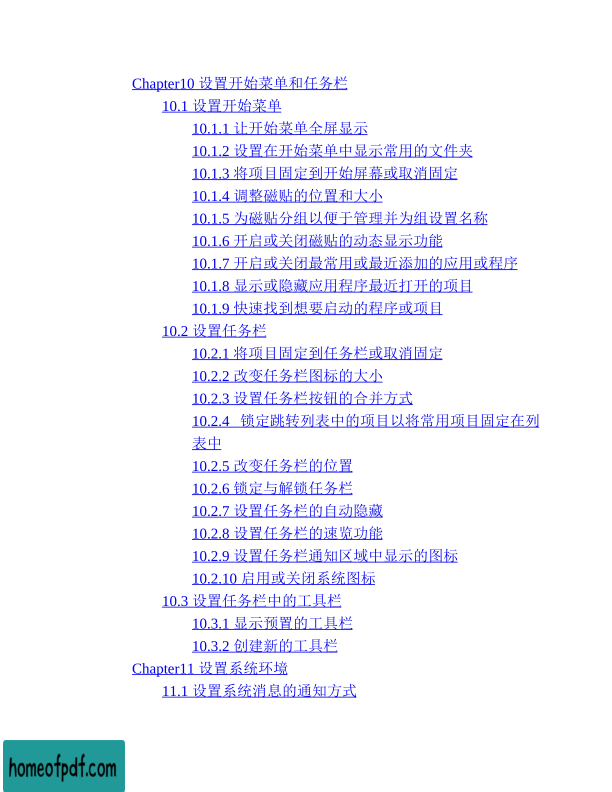 Chapter10 设置开始菜单和任务栏
10.1 设置开始菜单
10.1.1 让开始菜单全屏显示
10.1.2 设置在开始菜单中显示常用的文件夹
10.1.3 将项目固定到开始屏幕或取消固定
10.1.4 调整磁贴的位置和大小
10.1.5 为磁贴分组以便于管理并为组设置名称
10.1.6 开启或关闭磁贴的动态显示功能
10.1.7 开启或关闭最常用或最近添加的应用或程序
10.1.8 显示或隐藏应用程序最近打开的项目
10.1.9 快速找到想要启动的程序或项目
10.2 设置任务栏
10.2.1 将项目固定到任务栏或取消固定
10.2.2 改变任务栏图标的大小
10.2.3 设置任务栏按钮的合并方式
10.2.4 锁定跳转列表中的项目以将常用项目固定在列
表中
10.2.5 改变任务栏的位置
10.2.6 锁定与解锁任务栏
10.2.7 设置任务栏的自动隐藏
10.2.8 设置任务栏的速览功能
10.2.9 设置任务栏通知区域中显示的图标
10.2.10 启用或关闭系统图标
10.3 设置任务栏中的工具栏
10.3.1 显示预置的工具栏
10.3.2 创建新的工具栏
Chapter11 设置系统环境
11.1 设置系统消息的通知方式
homeofpdf.com